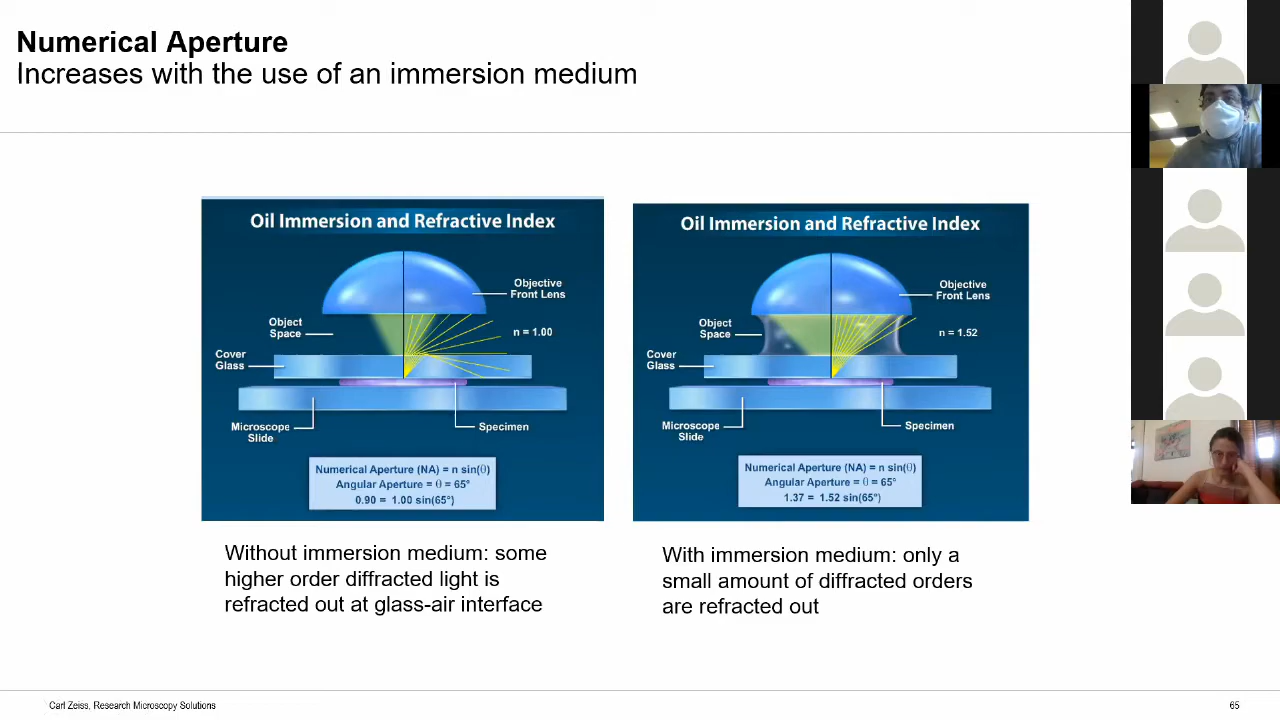 Numerical Aperture
Increases with the use of an immersion medium
Oil Immersion and Refractive Index
Objective
Front Lens
Object
Space
n = 1.00
Cover
Glass
Microscope
Slide
Specimen
Numerical Aperture (NA) = n sin(θ)
Angular Aperture = θ = 65°
0.90 = 1.00 sin(65°)
Without immersion medium: some
higher order diffracted light is
refracted out at glass-air interface
Oil Immersion and Refractive Index
Objective
Front Lens
Object
Space
n = 1.52
Cover
Glass
Microscope
Slide
Specimen
Numerical Aperture (NA) = n sin(θ)
Angular Aperture = θ = 65°
1.37 = 1.52 sin(65°)
With immersion medium: only a
small amount of diffracted orders
are refracted out
Carl Zeiss, Research Microscopy Solutions
65